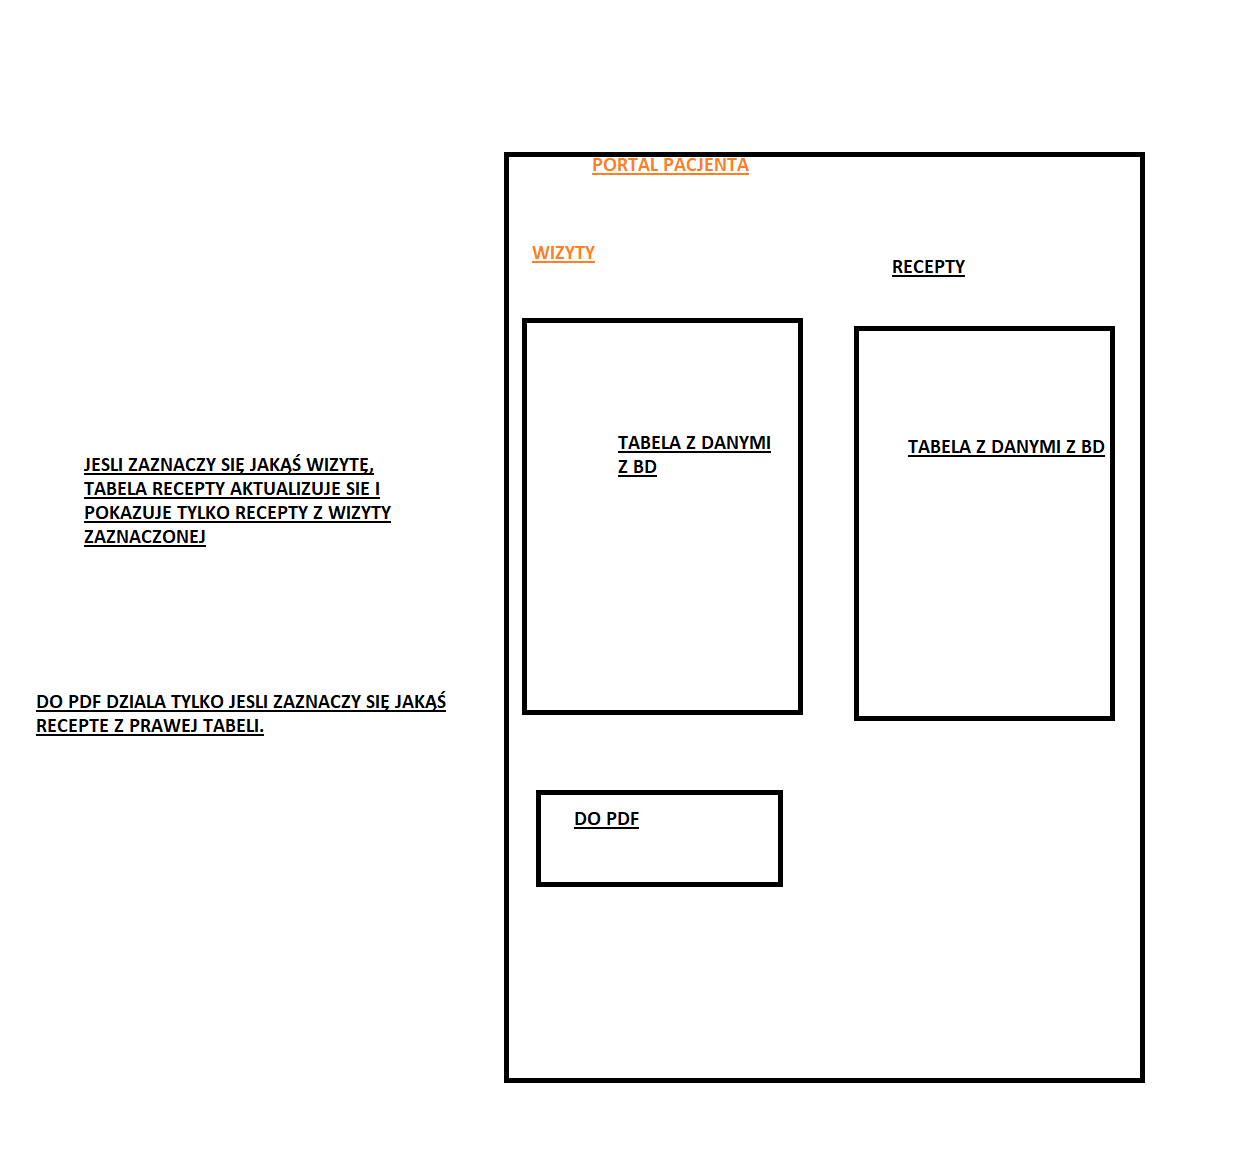 PORTAL PACJENTA
WIZYTY
RECEPTY
TABELA Z DANYMI
Z BD
TABELA Z DANYMI Z BD
JESLI ZAZNACZY SIĘ JAKĄŚ WIZYTĘ,
TABELA RECEPTY AKTUALIZUJE SIE I
POKAZUJE TYLKO RECEPTY Z WIZYTY
ZAZNACZONEJ
DO PDF DZIALA TYLKO JESLI ZAZNACZY SIĘ JAKĄŚ
RECEPTE Z PRAWEJ TABELI.
DO PDF